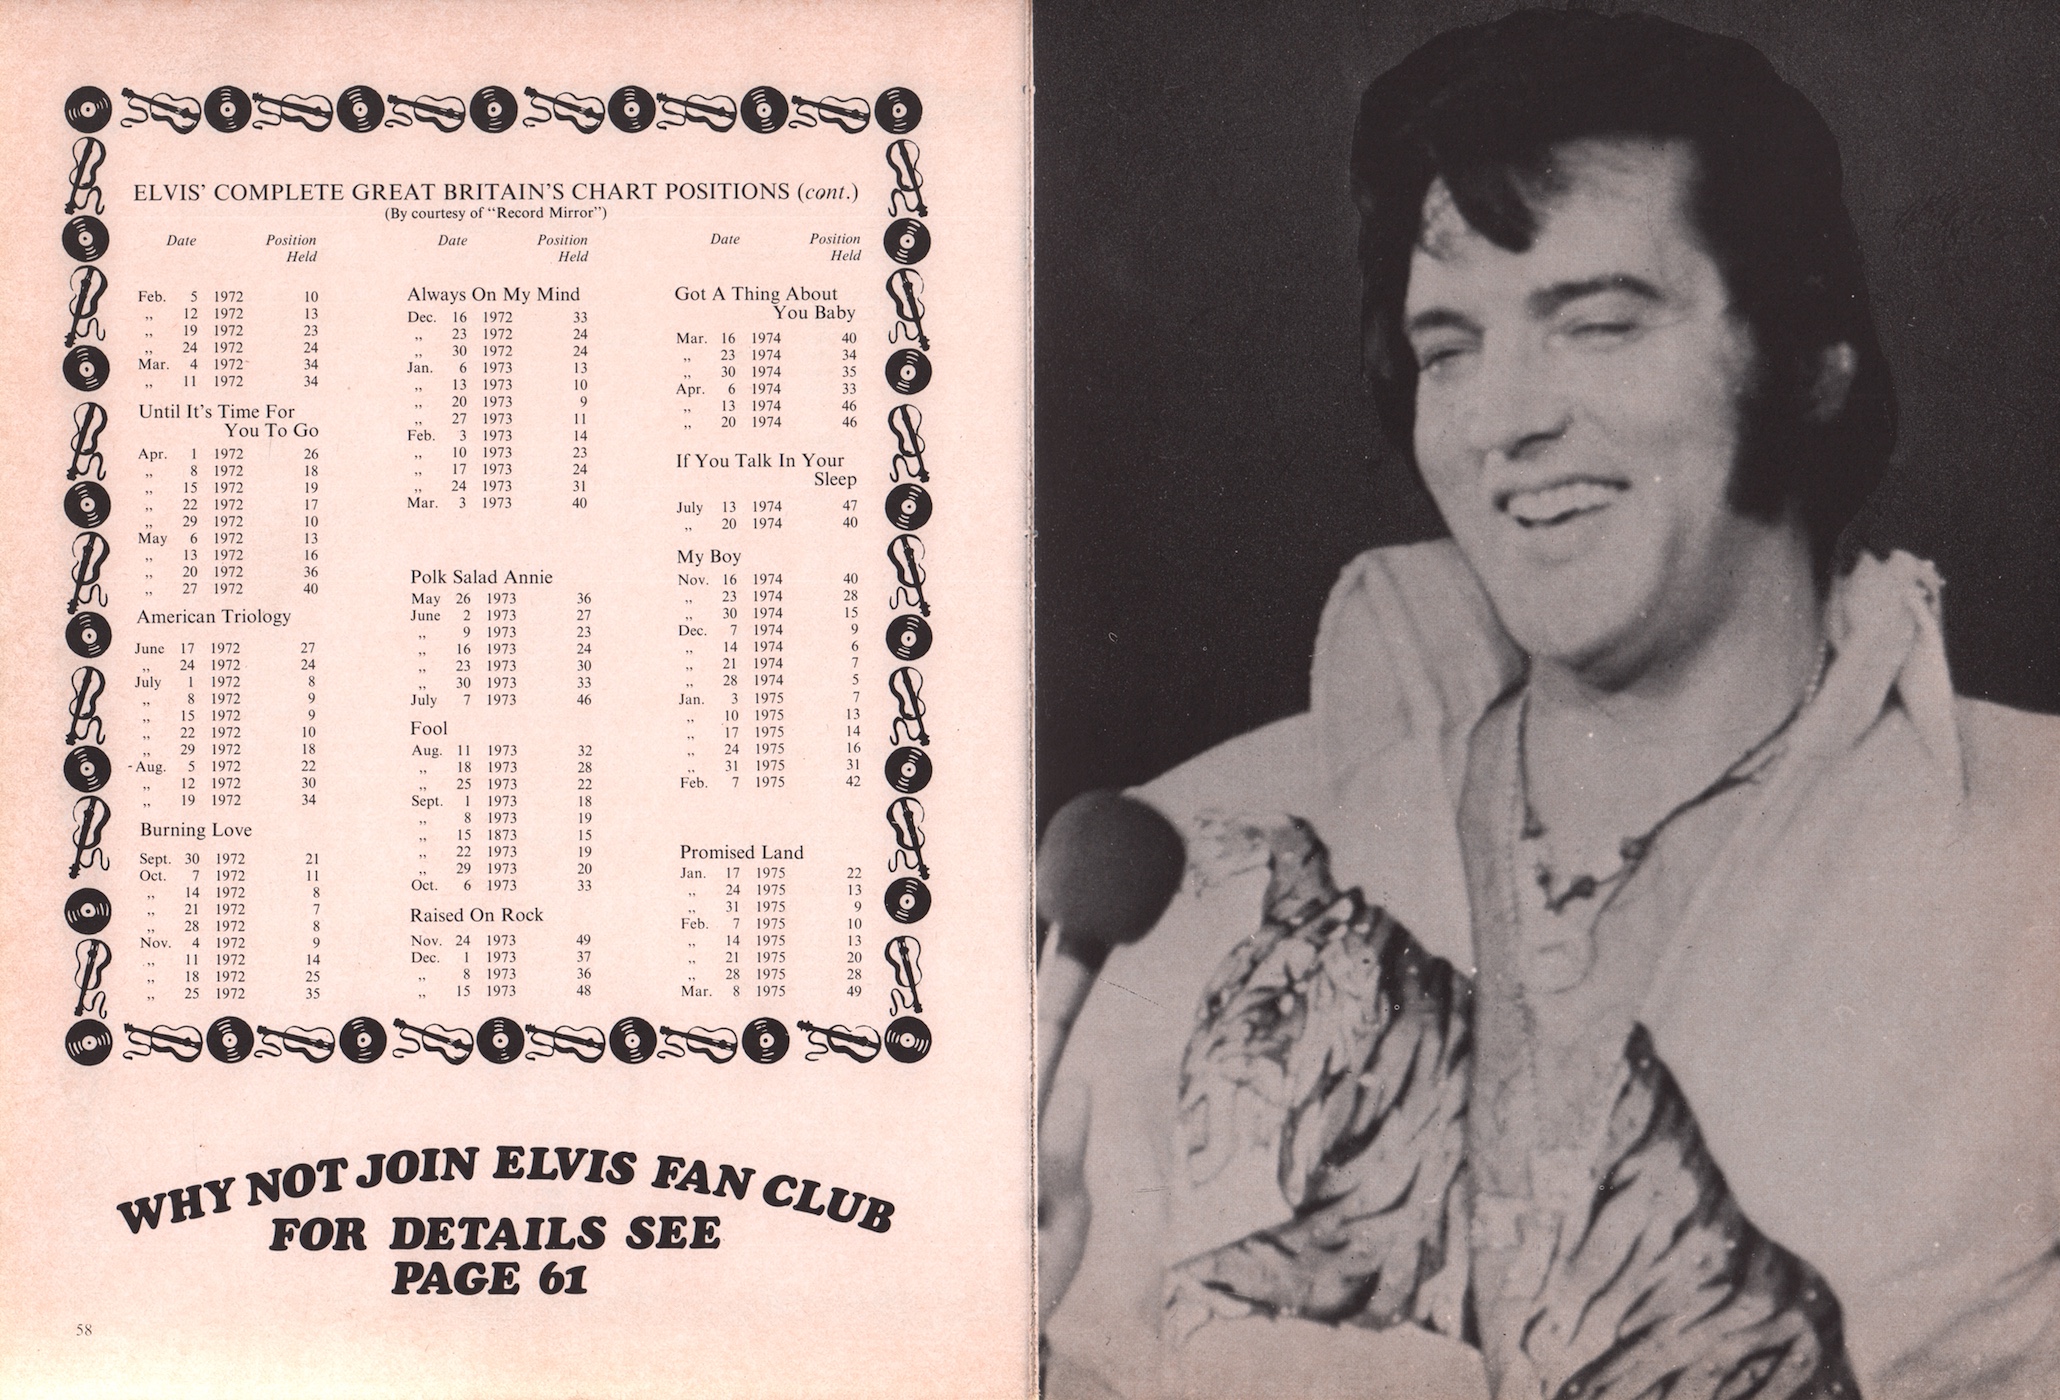 ELVIS' COMPLETE GREAT BRITAIN'S CHART POSITIONS (cont.)
(By courtesy of "Record Mirror")
Date Position
Held
Feb. 5 1972 10
,, 12 1972 13
,, 19 1972 23
,, 24 1972 24
Mar. 4 1972 34
,, 11 1972 34
Until It's Time For
You To Go
Apr. 1 1972 26
,, 8 1972 18
,, 15 1972 19
,, 22 1972 17
,, 29 1972 10
May 6 1972 13
,, 13 1972 16
,, 20 1972 36
,, 27 1972 40
American Triology
June 17 1972 27
,, 24 1972 24
July 1 1972 8
,, 8 1972 9
,, 15 1972 9
,, 22 1972 10
,, 29 1972 18
-Aug. 5 1972 22
,, 12 1972 30
,, 19 1972 34
Burning Love
Sept. 30 1972 21
Oct. 7 1972 11
,, 14 1972 8
,, 21 1972 7
,, 28 1972 8
Nov. 4 1972 9
,, 11 1972 14
,, 18 1972 25
,, 25 1972 35
Date Position
Held
Always On My Mind
Dec. 16 1972 33
,, 23 1972 24
,, 30 1972 24
Jan. 6 1973 13
,, 13 1973 10
,, 20 1973 9
,, 27 1973 11
Feb. 3 1973 14
,, 10 1973 23
,, 17 1973 24
,, 24 1973 31
Mar. 3 1973 40
Polk Salad Annie
May 26 1973 36
June 2 1973 27
,, 9 1973 23
,, 16 1973 24
,, 23 1973 30
,, 30 1973 33
July 7 1973 46
Fool
Aug. 11 1973 32
,, 18 1973 28
,, 25 1973 22
Sept. 1 1973 18
,, 8 1973 19
,, 15 1873 15
,, 22 1973 19
,, 29 1973 20
Oct. 6 1973 33
Raised On Rock
Nov. 24 1973 49
Dec. 1 1973 37
,, 8 1973 36
,, 15 1973 48
Date Position
Held
Got A Thing About
You Baby
Mar. 16 1974 40
,, 23 1974 34
,, 30 1974 35
Apr. 6 1974 33
,, 13 1974 46
,, 20 1974 46
If You Talk In Your
Sleep
July 13 1974 47
,, 20 1974 40
My Boy
Nov. 16 1974 40
,, 23 1974 28
,, 30 1974 15
Dec. 7 1974 9
,, 14 1974 6
,, 21 1974 7
,, 28 1974 5
Jan. 3 1975 7
,, 10 1975 13
,, 17 1975 14
,, 24 1975 16
,, 31 1975 31
Feb. 7 1975 42
Promised Land
Jan. 17 1975 22
,, 24 1975 13
,, 31 1975 9
Feb. 7 1975 10
,, 14 1975 13
,, 21 1975 20
,, 28 1975 28
Mar. 8 1975 49
WHY NOT JOIN ELVIS FAN CLUB
FOR DETAILS SEE
PAGE 61
58